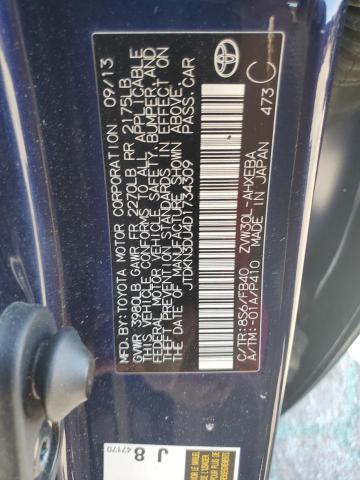 MFD.BY:TOYOTA MOTOR CORPORATION 09/13
GVWR 3980LB GAWR FR 2270LB RR 2175LB
THIS VEHICLE CONFORMS TO ALL APPLICABLE
FEDERAL MOTOR VEHICLE SAFETY, BUMPER, AND
THEFT PREVENTION STANDARDS IN EFFECT ON
THE DATE OF MANUFACTURE SHOWN ABOVE.
JTDKN3DU4D1734309 PASS.CAR
C/TR:8S6/FB40 ZVW30L-AHXEBA
A/TM:-01A/P410 MADE IN JAPAN
TOYOTA
473 C
J 8
47170